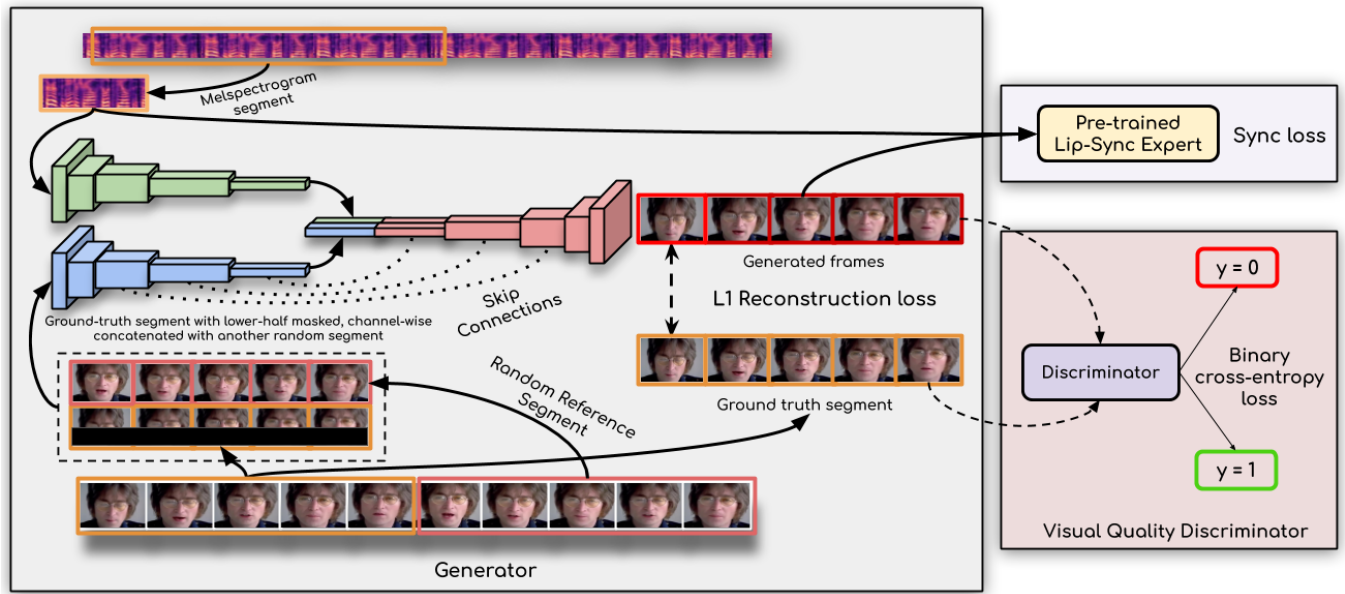 Melspectrogram
segment
Pre-trained
Lip-Sync Expert
Sync loss
Generated frames
L1 Reconstruction loss
Skip
Connections
Ground-truth segment with lower-half masked, channel-wise
concatenated with another random segment
Random Reference
Segment
Ground truth segment
y = 0
Discriminator
Binary
cross-entropy
loss
y = 1
Visual Quality Discriminator
Generator